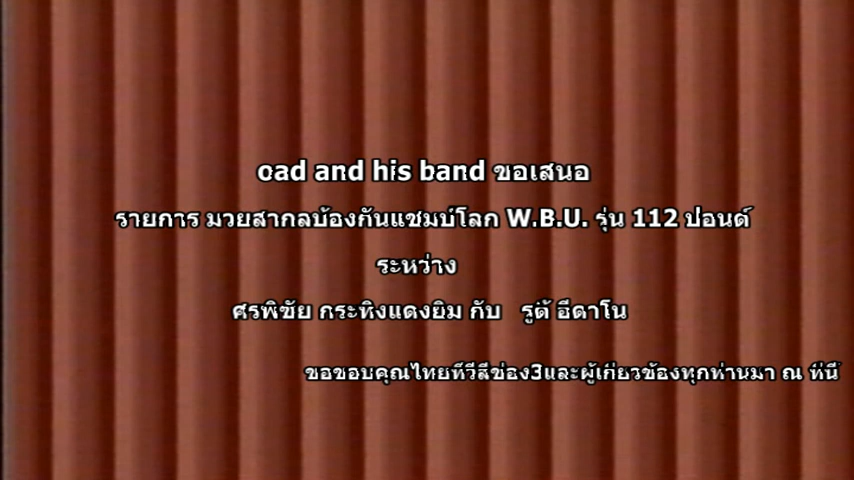 oad and his band ขอเสนอ
รายการ มวยสากลป้องกันแชมป์โลก W.B.U. รุ่น 112 ปอนด์
ระหว่าง
ศรพิชัย กระทิงแดงยิม กับ รูดี้ อีดาโน
ขอขอบคุณไทยทีวีสีช่อง3และผู้เกี่ยวข้องทุกท่านมา ณ ที่นี้